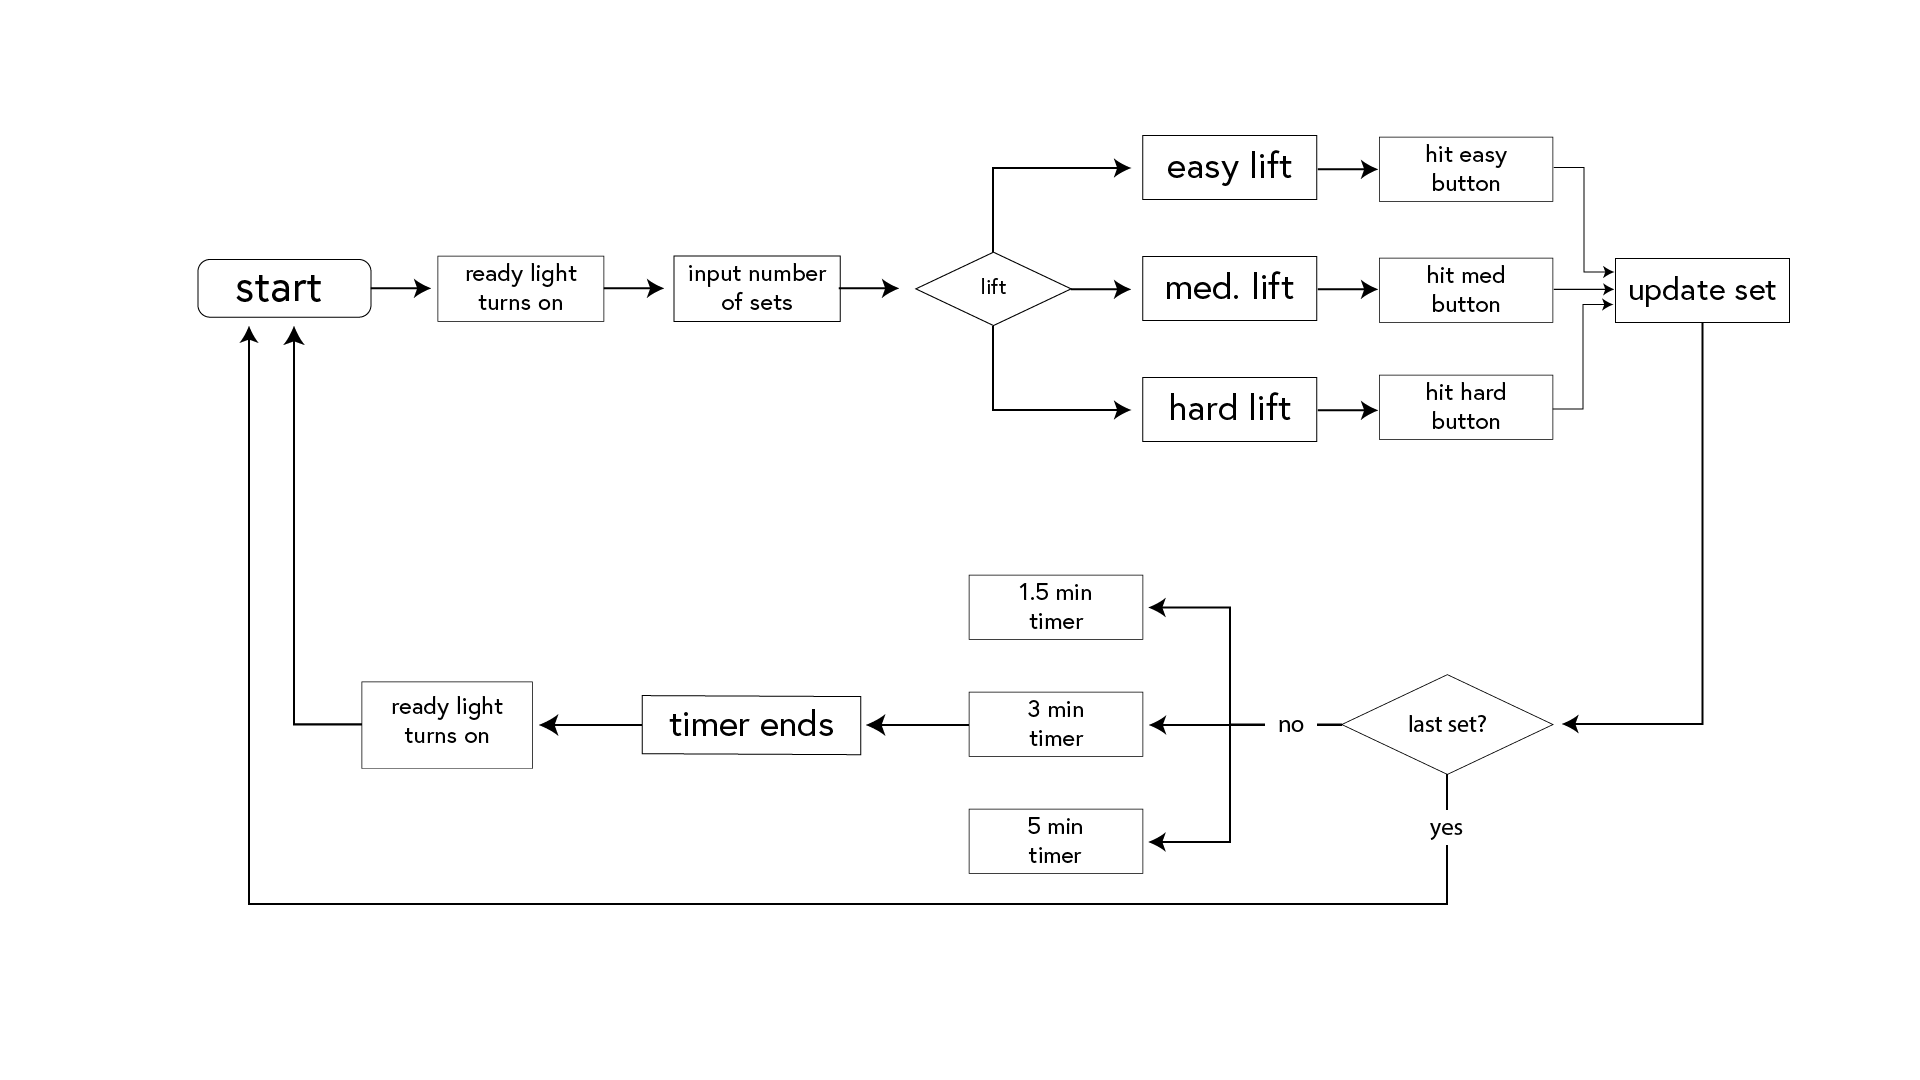 easy lift
hit easy
button
start
ready light
turns on
input number
of sets
lift
med. lift
hit med
button
update set
hard lift
hit hard
button
1.5 min
timer
ready light
turns on
timer ends
3 min
timer
no
last set?
5 min
timer
yes